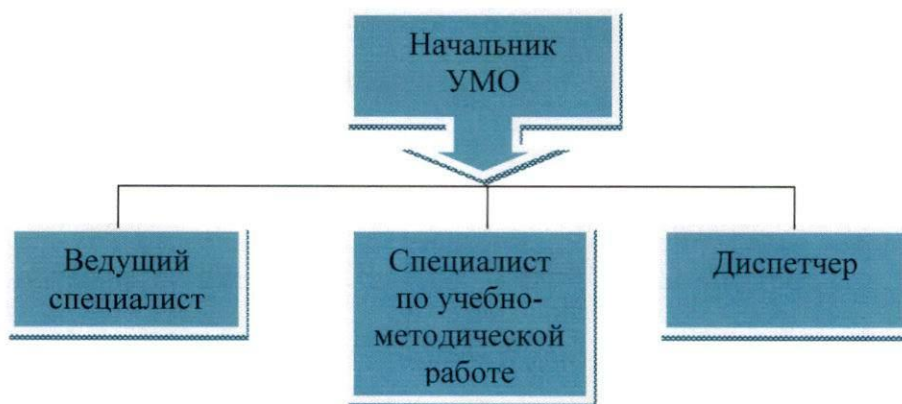 Начальник
УМО
Ведущий
специалист
Специалист
по учебно-
методической
работе
Диспетчер